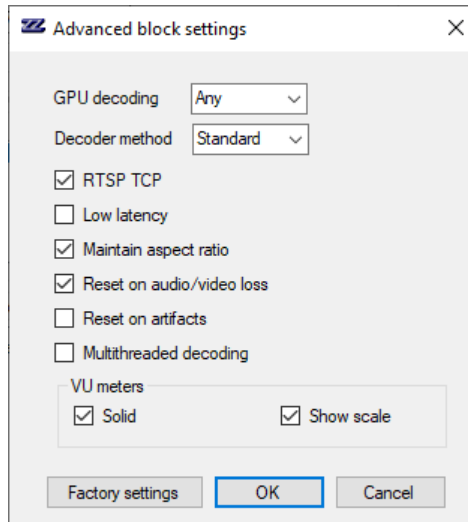 Advanced block settings
GPU decoding Any
Decoder method Standard
RTSP TCP
Low latency
Maintain aspect ratio
Reset on audio/video loss
Reset on artifacts
Multithreaded decoding
VU meters
Solid Show scale
Factory settings OK Cancel